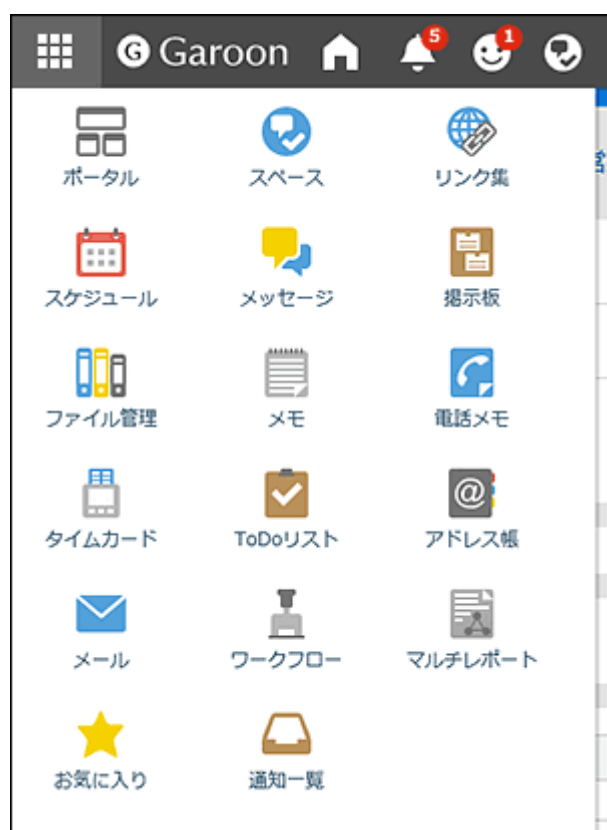 G Garoon 5 1
ポータル スペース リンク集
スケジュール メッセージ 掲示板
ファイル管理 メモ 電話メモ
タイムカード ToDoリスト アドレス帳
メール ワークフロー マルチレポート
お気に入り 通知一覧